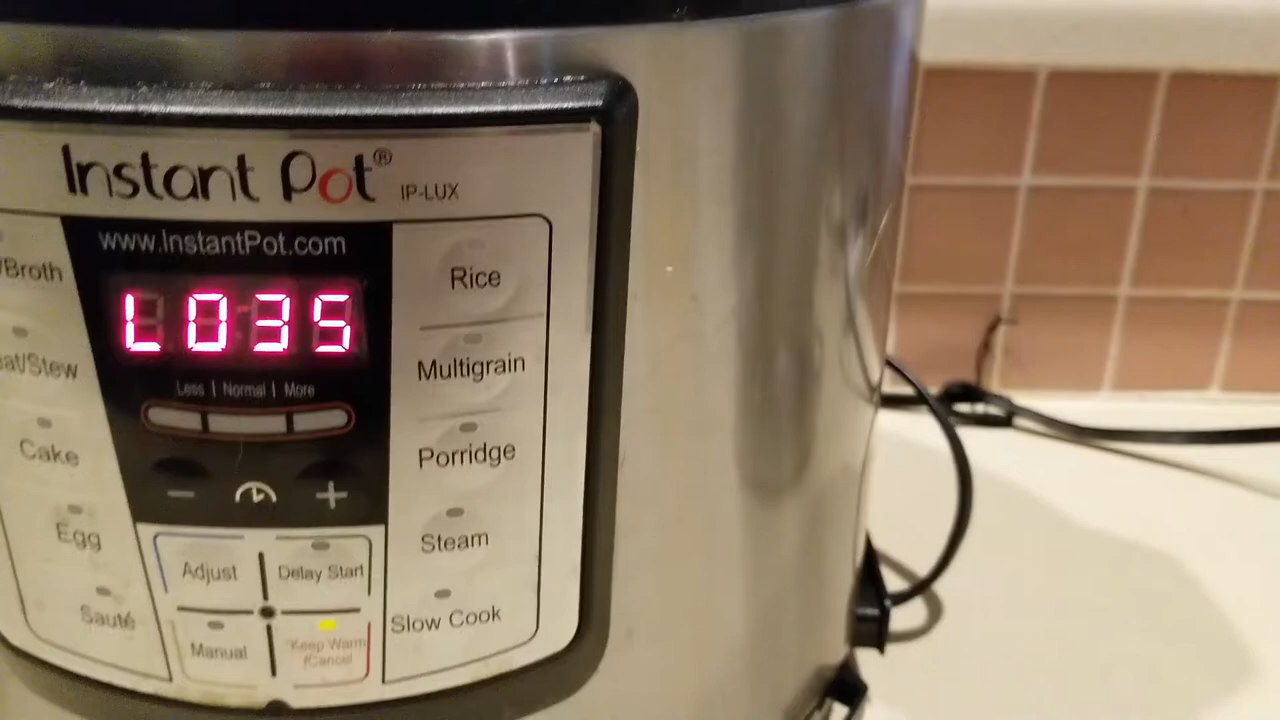 Instant Pot® IP-LUX
www.InstantPot.com
L035
Less | Normal | More
− +
/Broth
at/Stew
Cake
Egg
Sauté
Adjust
Delay Start
Manual
Keep Warm
/Cancel
Rice
Multigrain
Porridge
Steam
Slow Cook